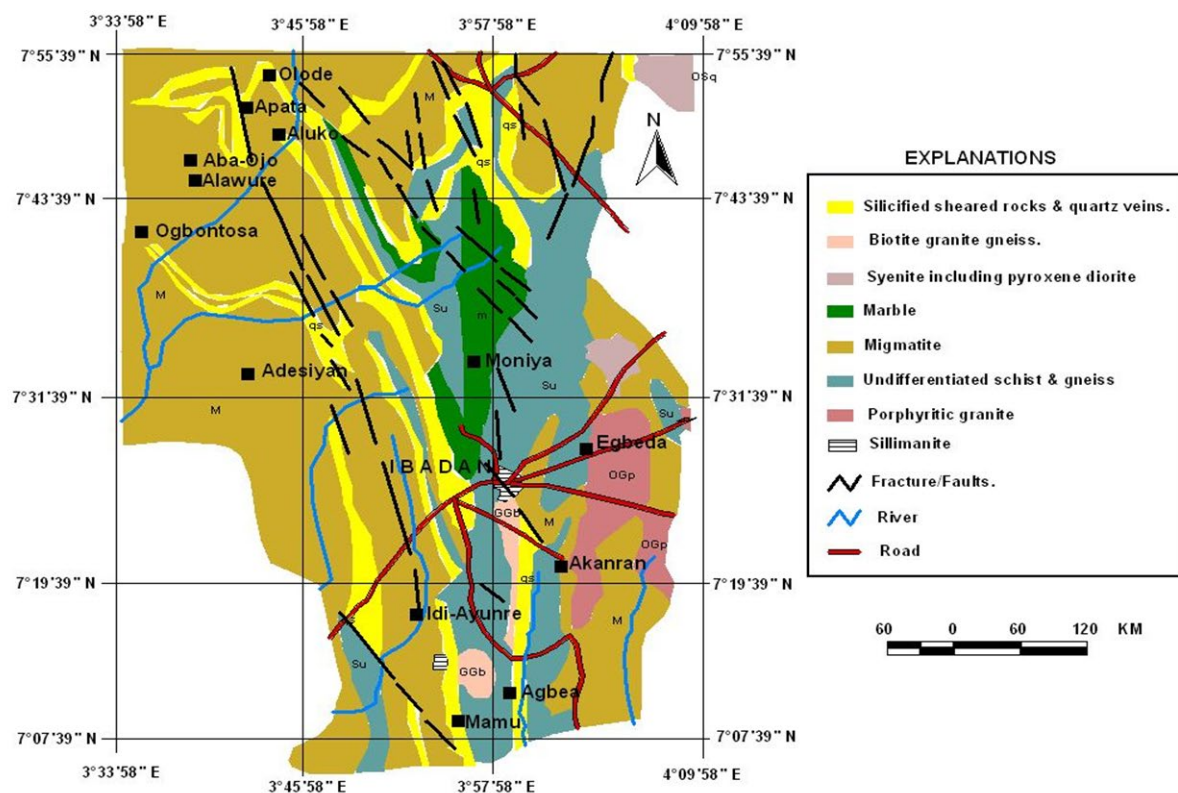 3°33'58" E
3°45'58" E
3°57'58" E
4°09'58" E
7°55'39" N
7°55'39" N
Olode
OSq
M
Apata
qs
N
Aluko
qs
Aba-Ojo
Alawure
7°43'39" N
7°43'39" N
Ogbontosa
M
Su
m
qs
Moniya
Adesiyan
Su
7°31'39" N
7°31'39" N
M
Su
Egbeda
IBADAN
OGp
GGb
M
OGp
Akanran
7°19'39" N
7°19'39" N
qs
Idi-Ayunre
M
Su
GGb
Agbea
Mamu
7°07'39" N
7°07'39" N
3°33'58" E
3°45'58" E
3°57'58" E
4°09'58" E
EXPLANATIONS
Silicified sheared rocks & quartz veins.
Biotite granite gneiss.
Syenite including pyroxene diorite
Marble
Migmatite
Undifferentiated schist & gneiss
Porphyritic granite
Sillimanite
Fracture/Faults.
River
Road
60 0 60 120 KM